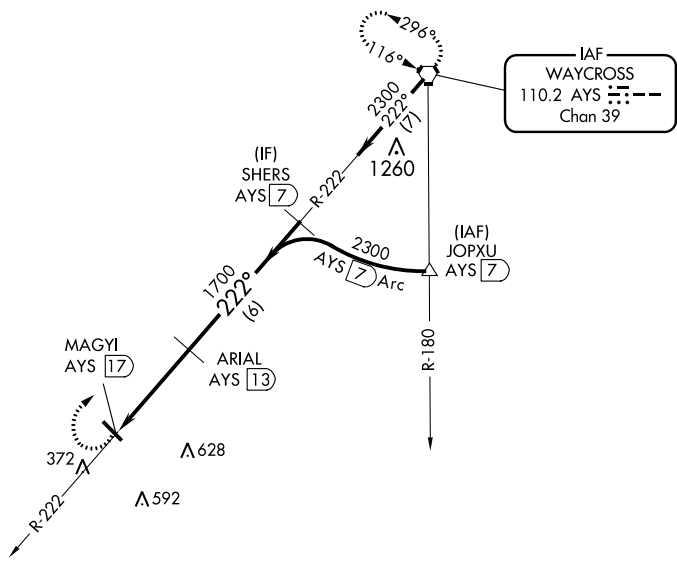 296°
116°
IAF
WAYCROSS
110.2 AYS
Chan 39
2300
222°
(7)
1260
R-222
(IF)
SHERS
AYS 7
2300
AYS 7 Arc
(IAF)
JOPXU
AYS 7
R-180
1700
222°
(6)
MAGYI
AYS 17
ARIAL
AYS 13
628
372
592
R-222